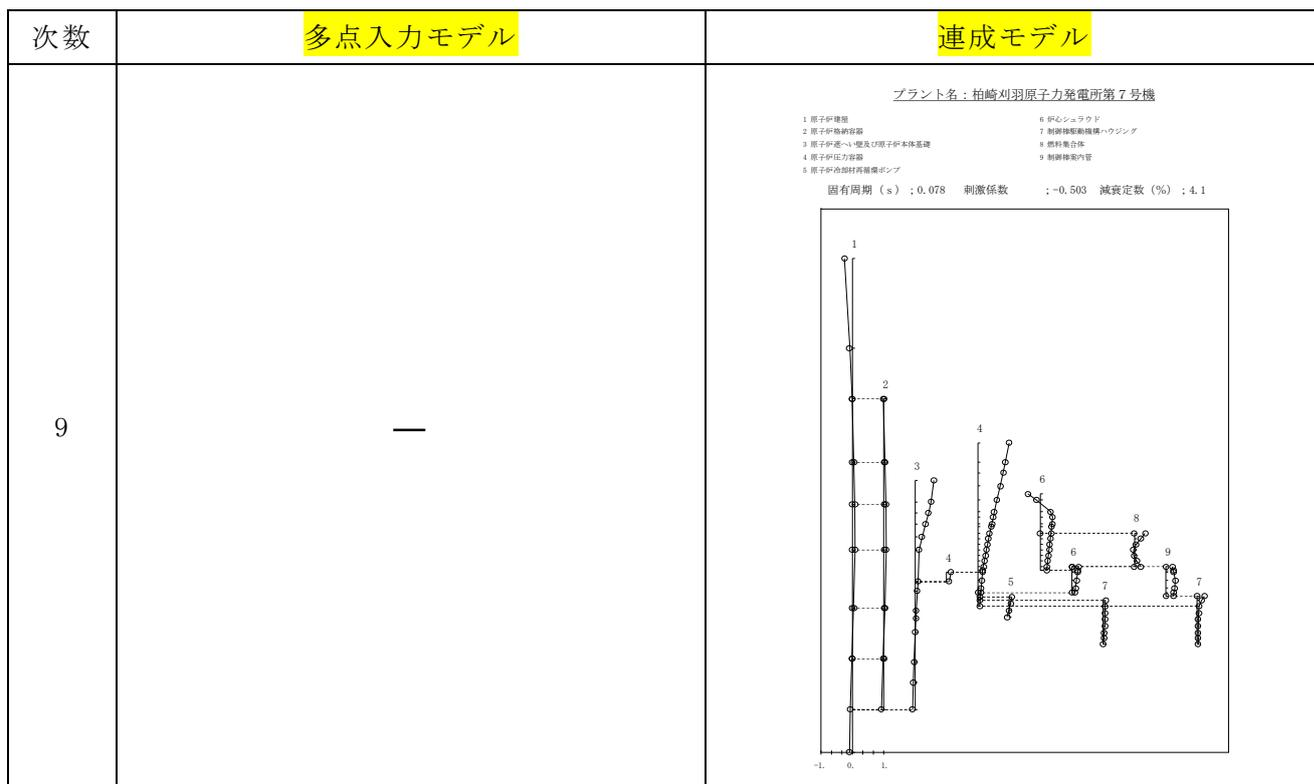 次数 多点入力モデル 連成モデル
9 — プラント名：柏崎刈羽原子力発電所第７号機
1 原子炉建屋 6 炉心シュラウド
2 原子炉格納容器 7 制御棒駆動機構ハウジング
3 原子炉遮へい壁及び原子炉本体基礎 8 燃料集合体
4 原子炉圧力容器 9 制御棒案内管
5 原子炉冷却材再循環ポンプ
固有周期（ｓ）；0.078 刺激係数 ；-0.503 減衰定数（%）；4.1
1
2
4
3 6
8
4 6 9
5 7 7
-1. 0. 1.